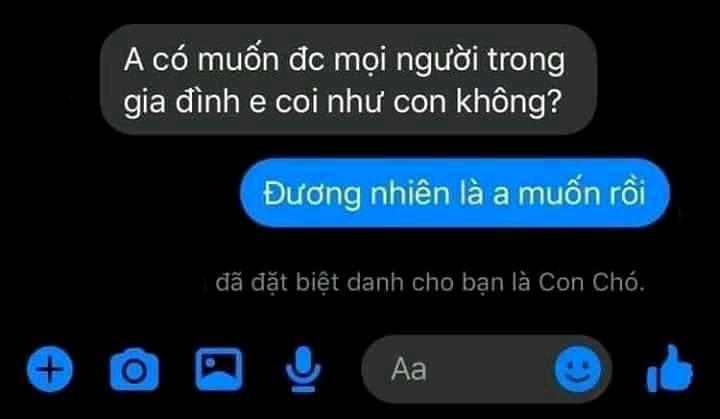 A có muốn đc mọi người trong
gia đình e coi như con không?
Đương nhiên là a muốn rồi
đã đặt biệt danh cho bạn là Con Chó.
Aa